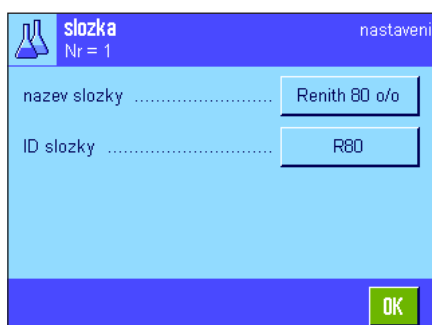 slozka
nastaveni
Nr = 1
nazev slozky ........................... Renith 80 o/o
ID slozky ................................ R80
OK